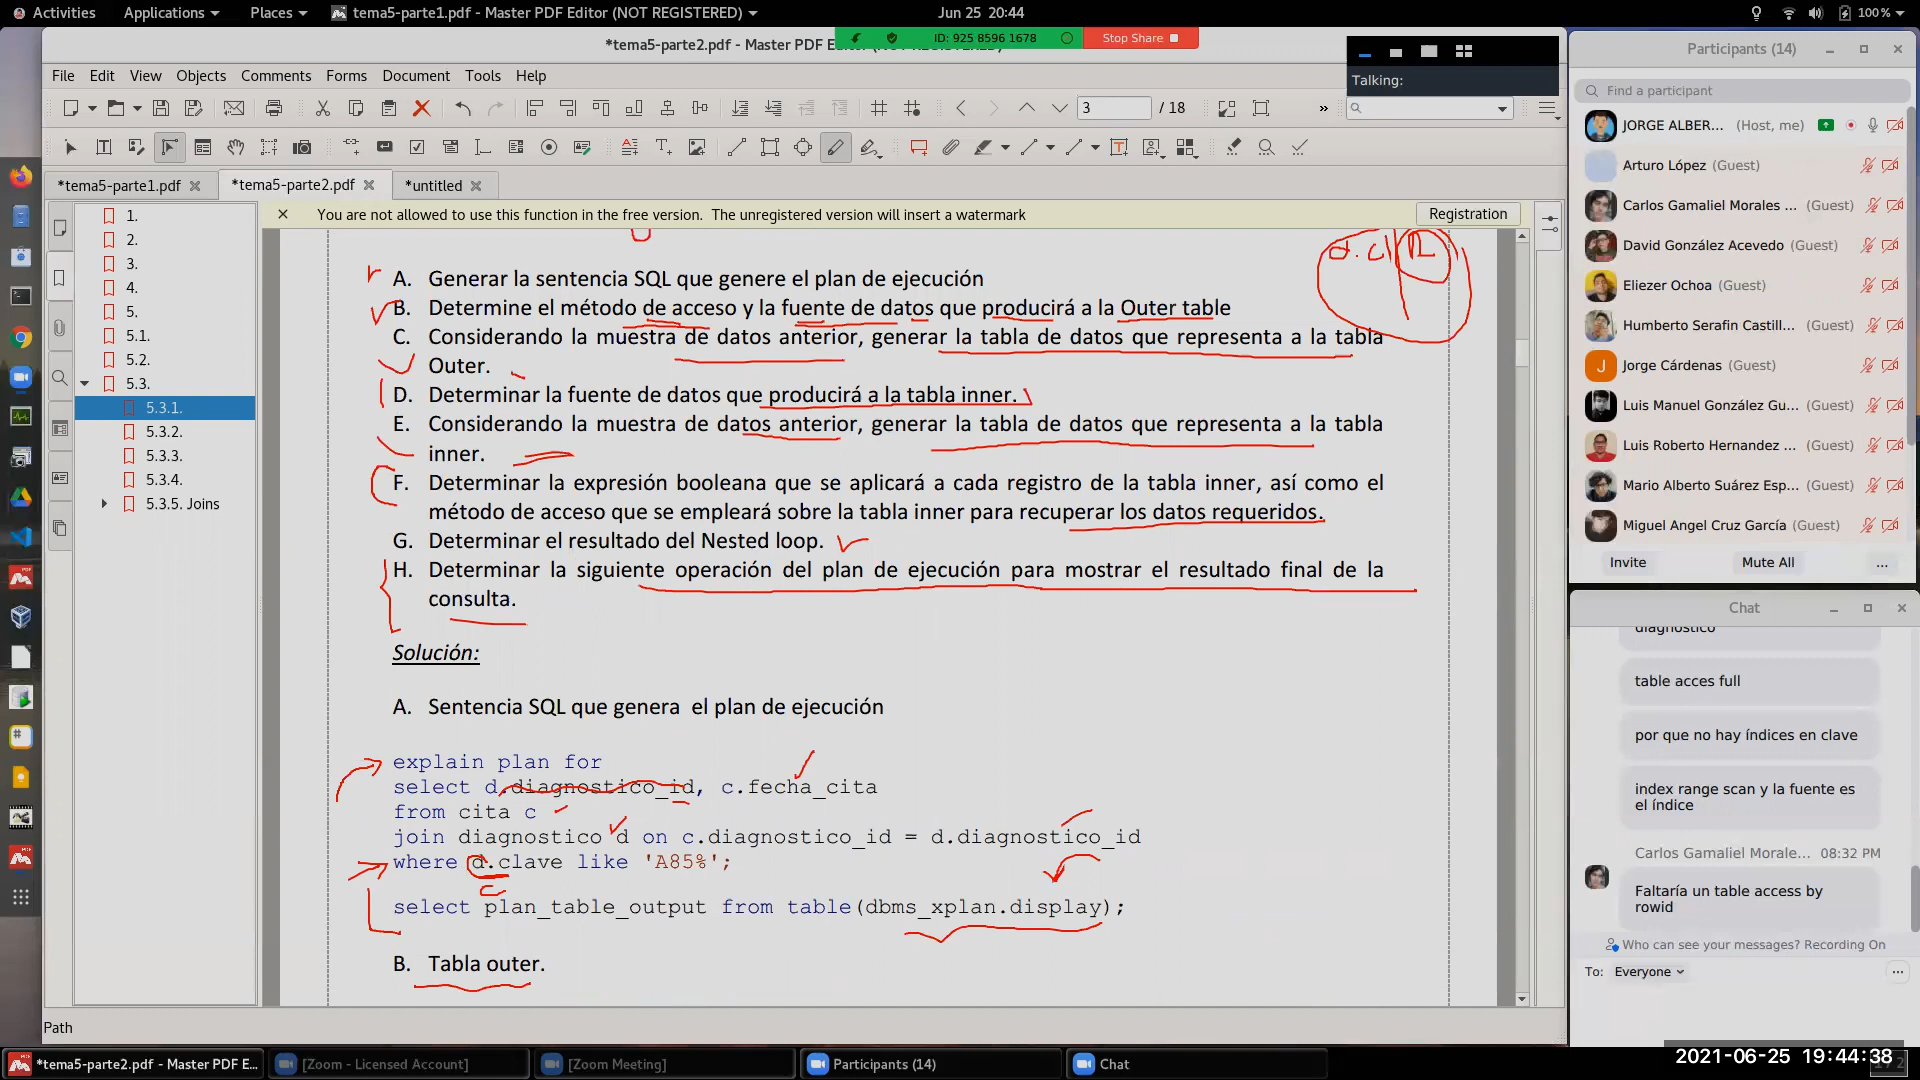 Activities
Applications
Places
tema5-parte1.pdf - Master PDF Editor (NOT REGISTERED)
Jun 25 20:44
100%
*tema5-parte2.pdf - Master PDF E
ID: 925 8596 1678
Stop Share
File Edit View Objects Comments Forms Document Tools Help
Talking:
3 / 18
*tema5-parte1.pdf
*tema5-parte2.pdf
*untitled
You are not allowed to use this function in the free version. The unregistered version will insert a watermark
Registration
1.
2.
3.
4.
5.
5.1.
5.2.
5.3.
5.3.1.
5.3.2.
5.3.3.
5.3.4.
5.3.5. Joins
A. Generar la sentencia SQL que genere el plan de ejecución
B. Determine el método de acceso y la fuente de datos que producirá a la Outer table
C. Considerando la muestra de datos anterior, generar la tabla de datos que representa a la tabla
Outer.
D. Determinar la fuente de datos que producirá a la tabla inner.
E. Considerando la muestra de datos anterior, generar la tabla de datos que representa a la tabla
inner.
F. Determinar la expresión booleana que se aplicará a cada registro de la tabla inner, así como el
método de acceso que se empleará sobre la tabla inner para recuperar los datos requeridos.
G. Determinar el resultado del Nested loop.
H. Determinar la siguiente operación del plan de ejecución para mostrar el resultado final de la
consulta.
Solución:
A. Sentencia SQL que genera el plan de ejecución
explain plan for
select d.diagnostico_id, c.fecha_cita
from cita c
join diagnostico d on c.diagnostico_id = d.diagnostico_id
where d.clave like 'A85%';
c
select plan_table_output from table(dbms_xplan.display);
B. Tabla outer.
Path
Participants (14)
Find a participant
JORGE ALBER... (Host, me)
Arturo López (Guest)
Carlos Gamaliel Morales ... (Guest)
David González Acevedo (Guest)
Eliezer Ochoa (Guest)
Humberto Serafin Castill... (Guest)
J
Jorge Cárdenas (Guest)
Luis Manuel González Gu... (Guest)
Luis Roberto Hernandez ... (Guest)
Mario Alberto Suárez Esp... (Guest)
Miguel Angel Cruz García (Guest)
Invite
Mute All
...
Chat
diagnostico
table acces full
por que no hay índices en clave
index range scan y la fuente es
el índice
Carlos Gamaliel Morale... 08:32 PM
Faltaría un table access by
rowid
Who can see your messages? Recording On
To: Everyone
*tema5-parte2.pdf - Master PDF E...
[Zoom - Licensed Account]
[Zoom Meeting]
Participants (14)
Chat
2021-06-25 19:44:38